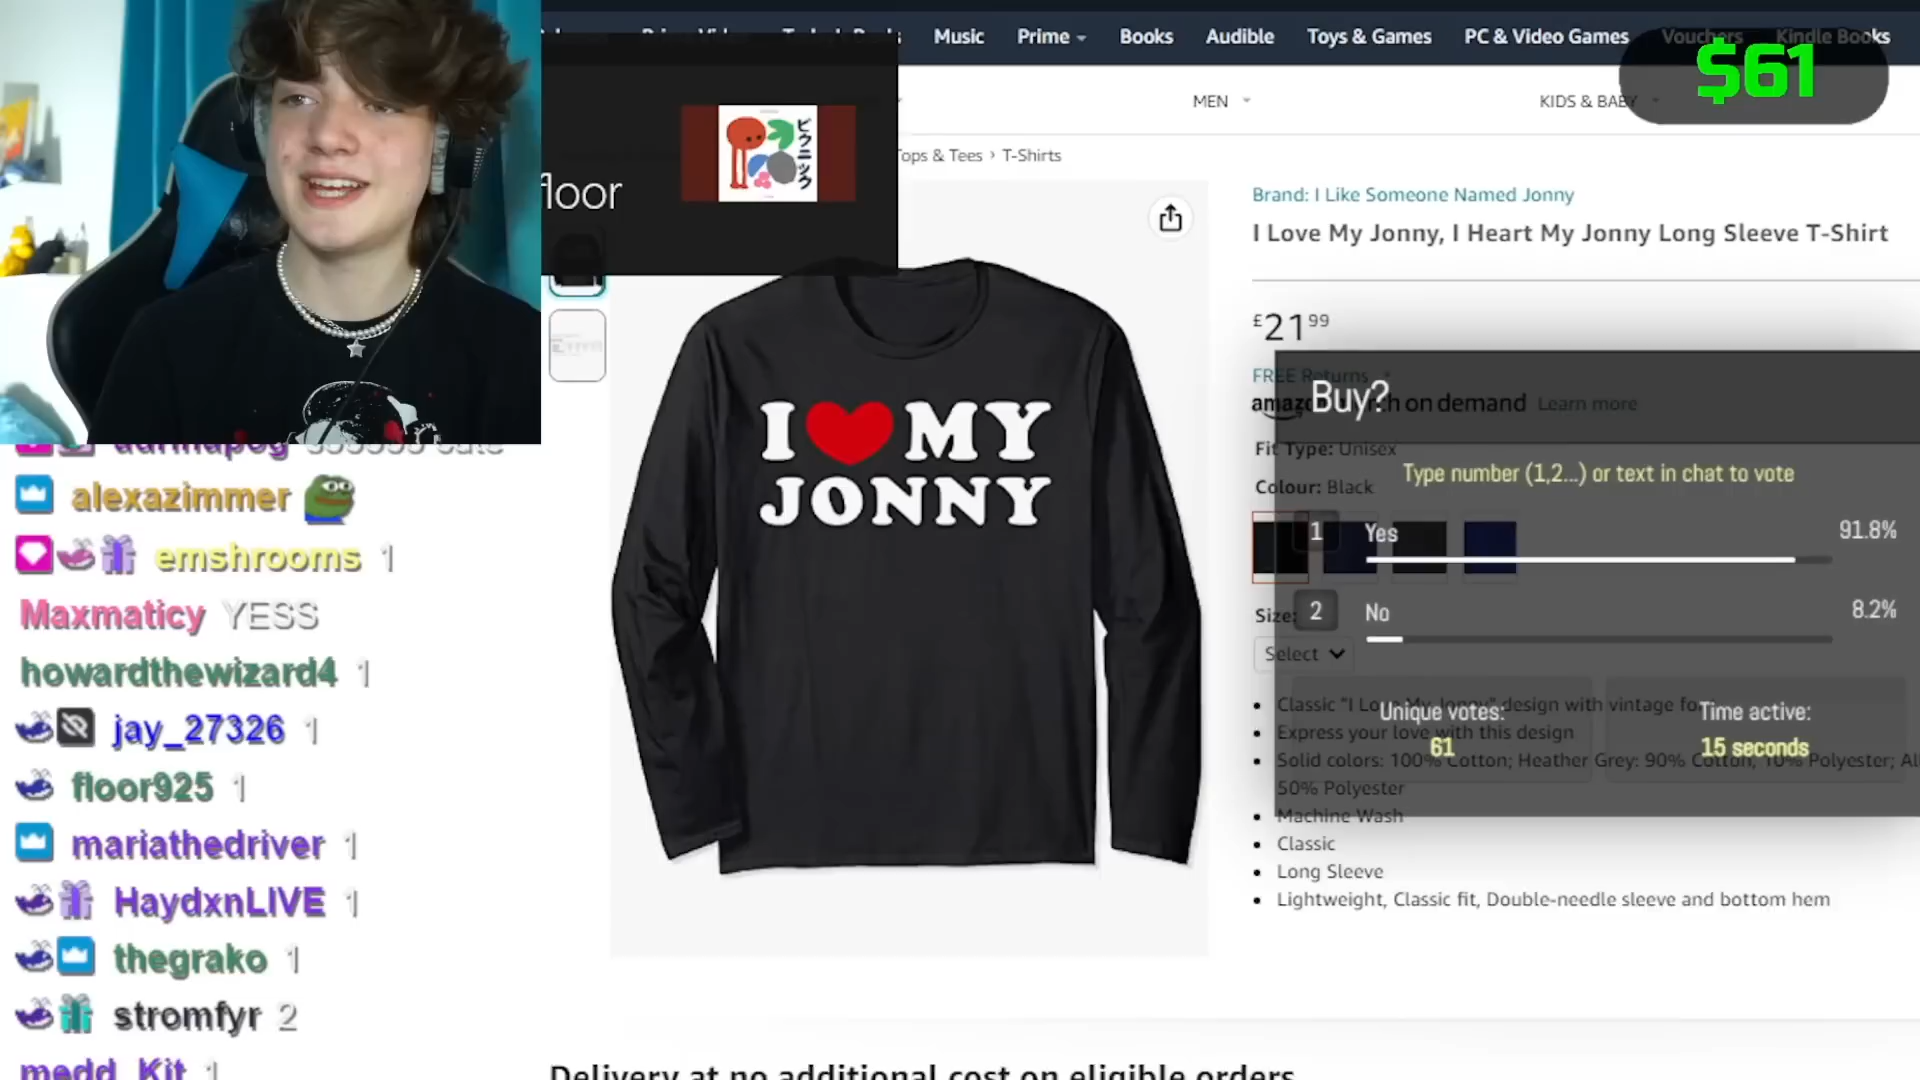 Music Prime Books Audible Toys & Games PC & Video Games Vouchers Kindle Books
$61
MEN KIDS & BABY
floor
ピクニック
Tops & Tees › T-Shirts
Brand: I Like Someone Named Jonny
I Love My Jonny, I Heart My Jonny Long Sleeve T-Shirt
£21.99
FREE Returns
Buy?
on demand Learn more
Fit Type: Unisex
Colour: Black
Type number (1,2...) or text in chat to vote
1 Yes 91.8%
Size:
2 No 8.2%
Select
Classic "I Love My Jonny" design with vintage
Unique votes:
61
Time active:
15 seconds
Express your love with this design
Solid colors: 100% Cotton; Heather Grey: 90% Cotton, 10% Polyester;
50% Polyester
Machine Wash
Classic
Long Sleeve
Lightweight, Classic fit, Double-needle sleeve and bottom hem
I MY
JONNY
alexazimmer
emshrooms 1
Maxmaticy YESS
howardthewizard4 1
jay_27326 1
floor925 1
mariathedriver 1
HaydxnLIVE 1
thegrako 1
stromfyr 2
medd_Kit 1
Delivery at no additional cost on eligible orders